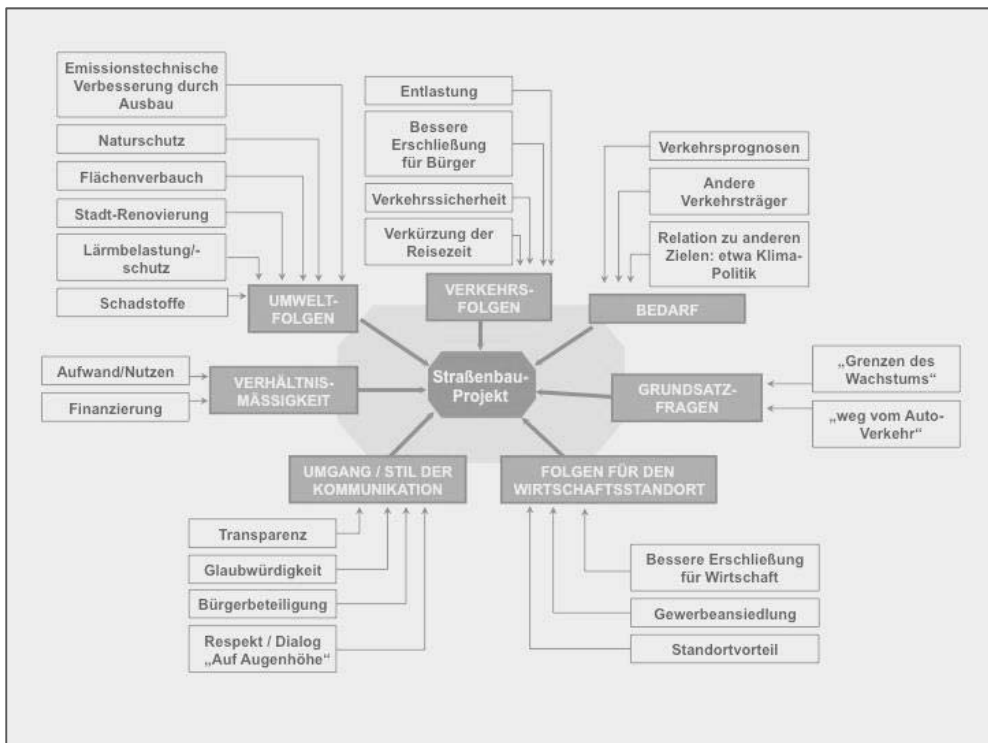 Emissionstechnische
Verbesserung durch
Ausbau
Naturschutz
Flächenverbauch
Stadt-Renovierung
Lärmbelastung/-
schutz
Schadstoffe
UMWELT-
FOLGEN
Entlastung
Bessere
Erschließung
für Bürger
Verkehrssicherheit
Verkürzung der
Reisezeit
VERKEHRS-
FOLGEN
Verkehrsprognosen
Andere
Verkehrsträger
Relation zu anderen
Zielen: etwa Klima-
Politik
BEDARF
Aufwand/Nutzen
Finanzierung
VERHÄLTNIS-
MÄSSIGKEIT
Straßenbau-
Projekt
GRUNDSATZ-
FRAGEN
„Grenzen des
Wachstums“
„weg vom Auto-
Verkehr“
UMGANG / STIL DER
KOMMUNIKATION
Transparenz
Glaubwürdigkeit
Bürgerbeteiligung
Respekt / Dialog
„Auf Augenhöhe“
FOLGEN FÜR DEN
WIRTSCHAFTSSTANDORT
Bessere Erschließung
für Wirtschaft
Gewerbeansiedlung
Standortvorteil